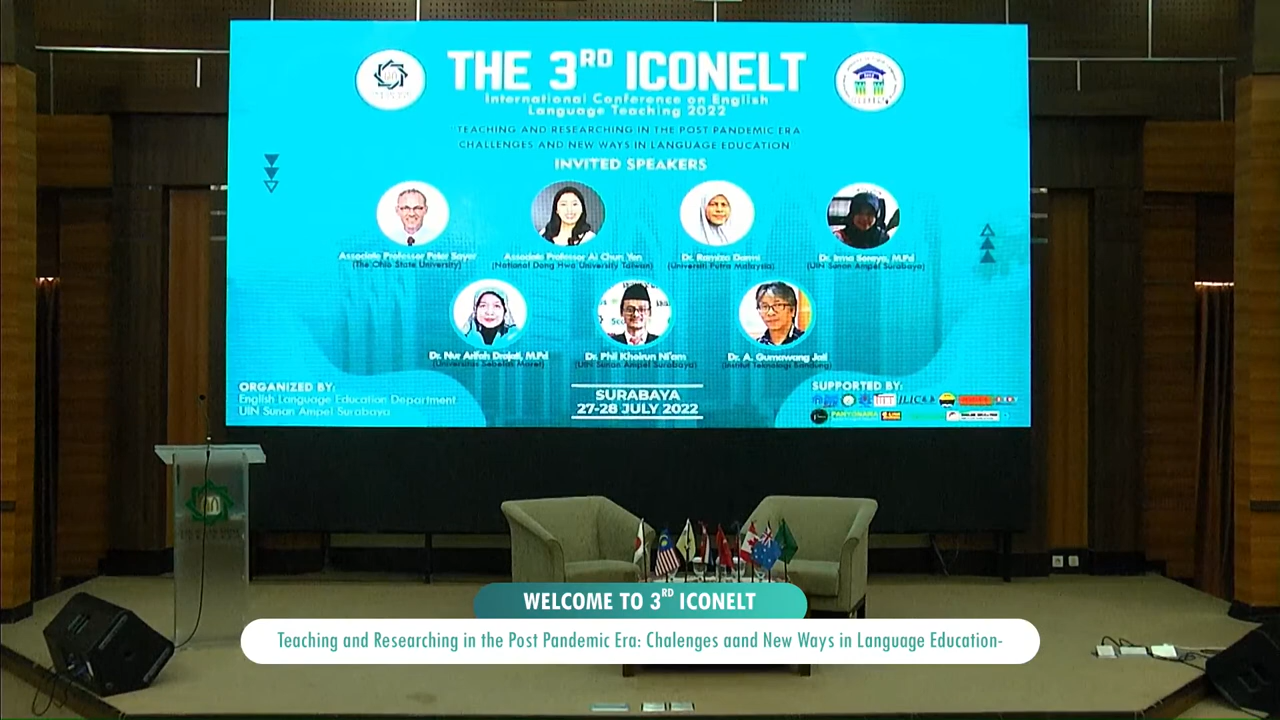 THE 3RD ICONELT
International Conference on English
Language Teaching 2022
TEACHING AND RESEARCHING IN THE POST PANDEMIC ERA
CHALLENGES AND NEW WAYS IN LANGUAGE EDUCATION
INVITED SPEAKERS
Associate Professor Peter Sayer
(The Ohio State University)
Associate Professor Ai Chun Yen
(National Dong Hwa University Taiwan)
Dr. Ramiza Darmi
(Universiti Putra Malaysia)
Dr. Irma Soraya, M.Pd
(UIN Sunan Ampel Surabaya)
Dr. Nur Arifah Drajati, M.Pd
(Universitas Sebelas Maret)
Dr. Phil Khoirun Ni'am
(UIN Sunan Ampel Surabaya)
Dr. A. Gumawang Jati
(Institut Teknologi Bandung)
ORGANIZED BY:
English Language Education Department
UIN Sunan Ampel Surabaya
SURABAYA
27-28 JULY 2022
SUPPORTED BY:
PANYONARA
WELCOME TO 3RD ICONELT
Teaching and Researching in the Post Pandemic Era: Chalenges aand New Ways in Language Education-